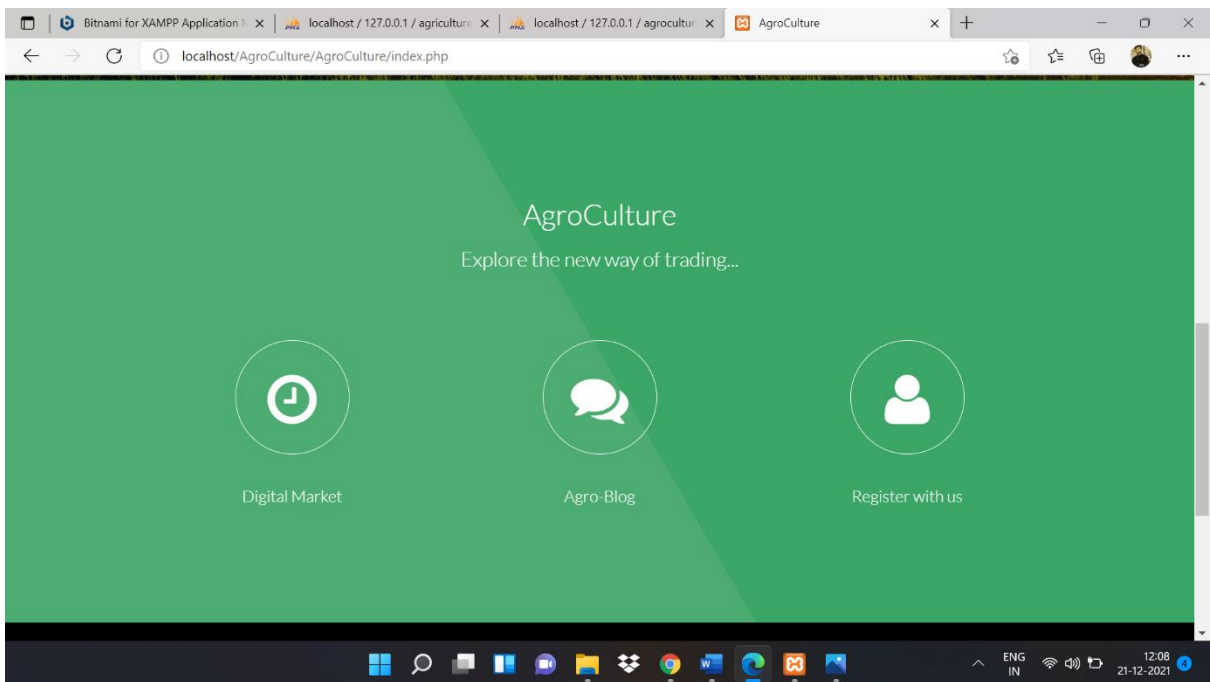 Bitnami for XAMPP Application
localhost / 127.0.0.1 / agriculture
localhost / 127.0.0.1 / agrocultur
AgroCulture
localhost/AgroCulture/AgroCulture/index.php
AgroCulture
Explore the new way of trading...
Digital Market
Agro-Blog
Register with us
ENG
IN
12:08
21-12-2021
4